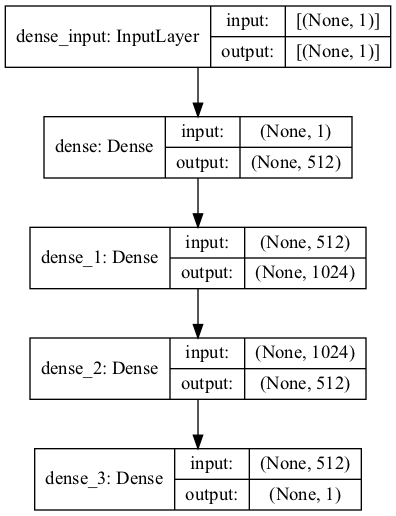 dense_input: InputLayer
input: [(None, 1)]
output: [(None, 1)]
dense: Dense
input: (None, 1)
output: (None, 512)
dense_1: Dense
input: (None, 512)
output: (None, 1024)
dense_2: Dense
input: (None, 1024)
output: (None, 512)
dense_3: Dense
input: (None, 512)
output: (None, 1)